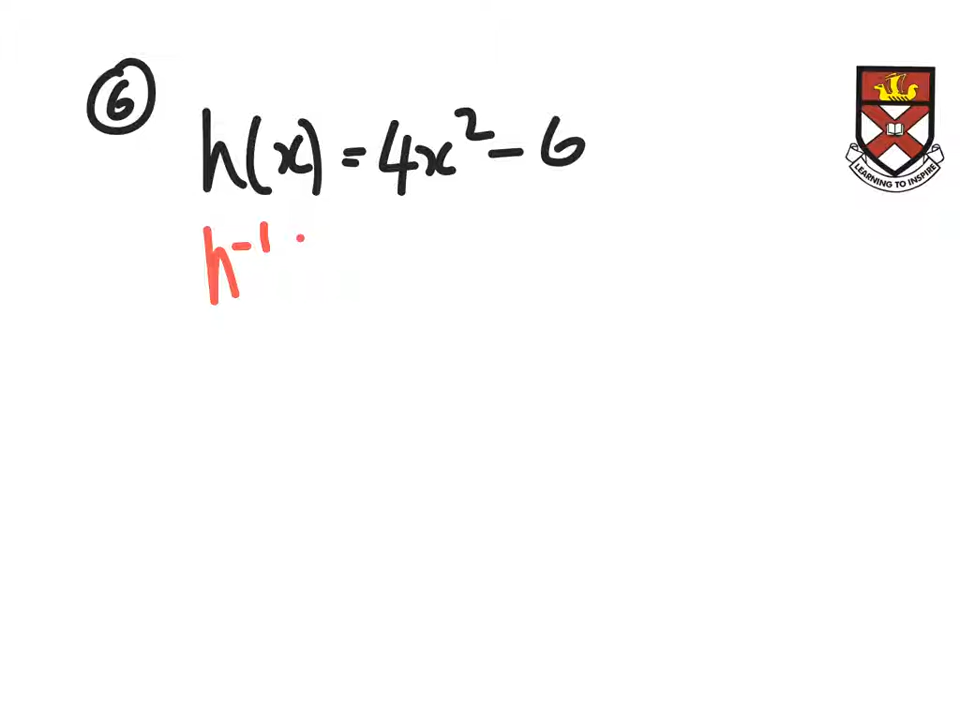 ⑥
h(x) = 4x² - 6
h⁻¹
LEARNING TO INSPIRE